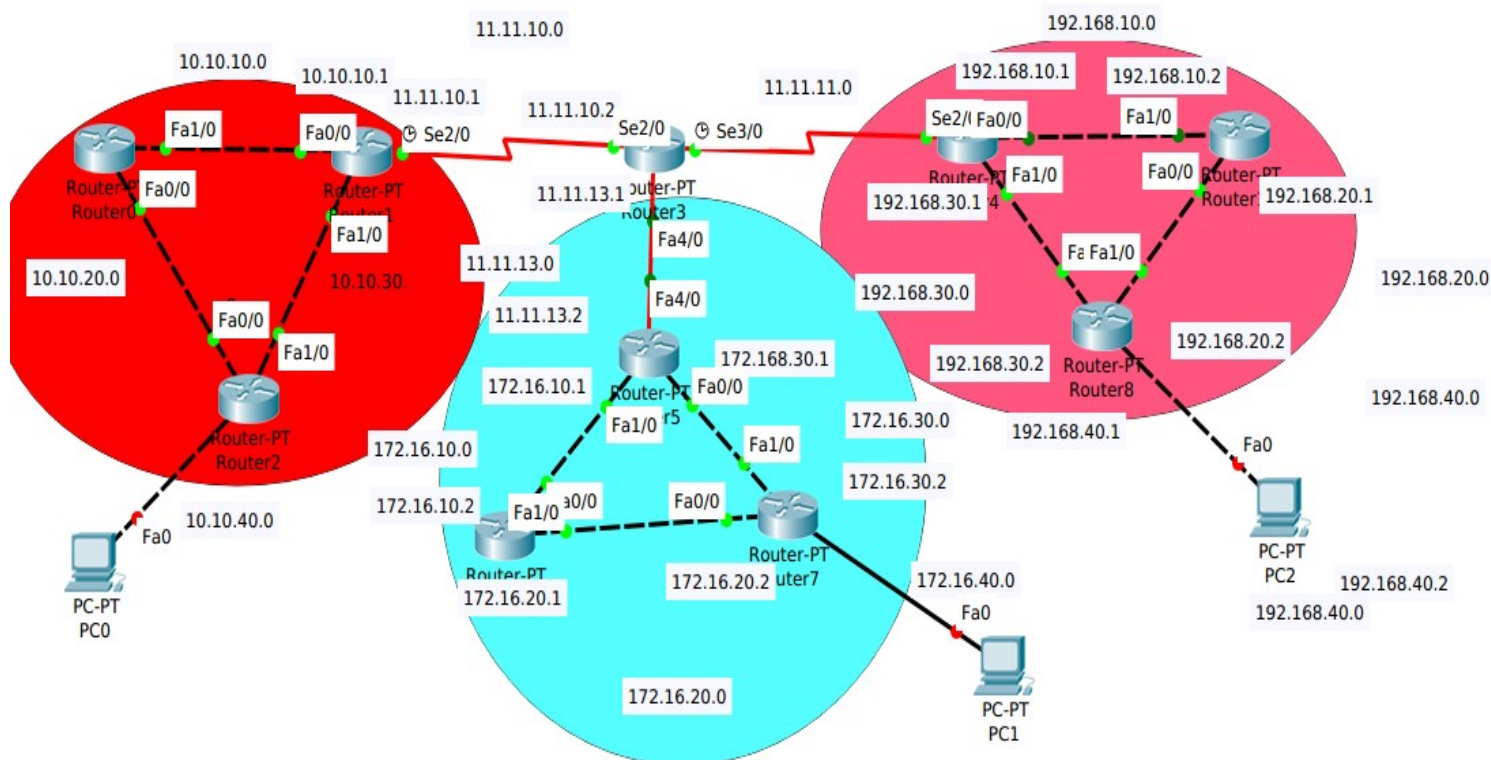 11.11.10.0
192.168.10.0
10.10.10.0
10.10.10.1
192.168.10.1
192.168.10.2
11.11.10.1
11.11.10.2
11.11.11.0
Fa1/0
Fa0/0
Se2/0
Se2/0
Se3/0
Fa0/0
Fa1/0
Router-PT
Fa0/0
Router-PT
11.11.13.1
Router3
Fa1/0
Fa0/0
192.168.30.1
192.168.20.1
Fa1/0
Fa4/0
10.10.20.0
10.10.30.
11.11.13.0
Fa1/0
192.168.20.0
Fa4/0
192.168.30.0
11.11.13.2
Fa0/0
Fa1/0
192.168.20.2
172.168.30.1
192.168.30.2
Router-PT
Router8
172.16.10.1
Fa0/0
192.168.40.0
Fa1/0
172.16.30.0
192.168.40.1
Router-PT
Router2
172.16.10.0
Fa1/0
Fa0
172.16.30.2
172.16.10.2
Fa1/0
Fa0/0
10.10.40.0
Fa0
PC-PT
PC2
Router-PT
Router-PT
172.16.20.2
172.16.40.0
192.168.40.2
PC-PT
PC0
172.16.20.1
Fa0
192.168.40.0
172.16.20.0
PC-PT
PC1